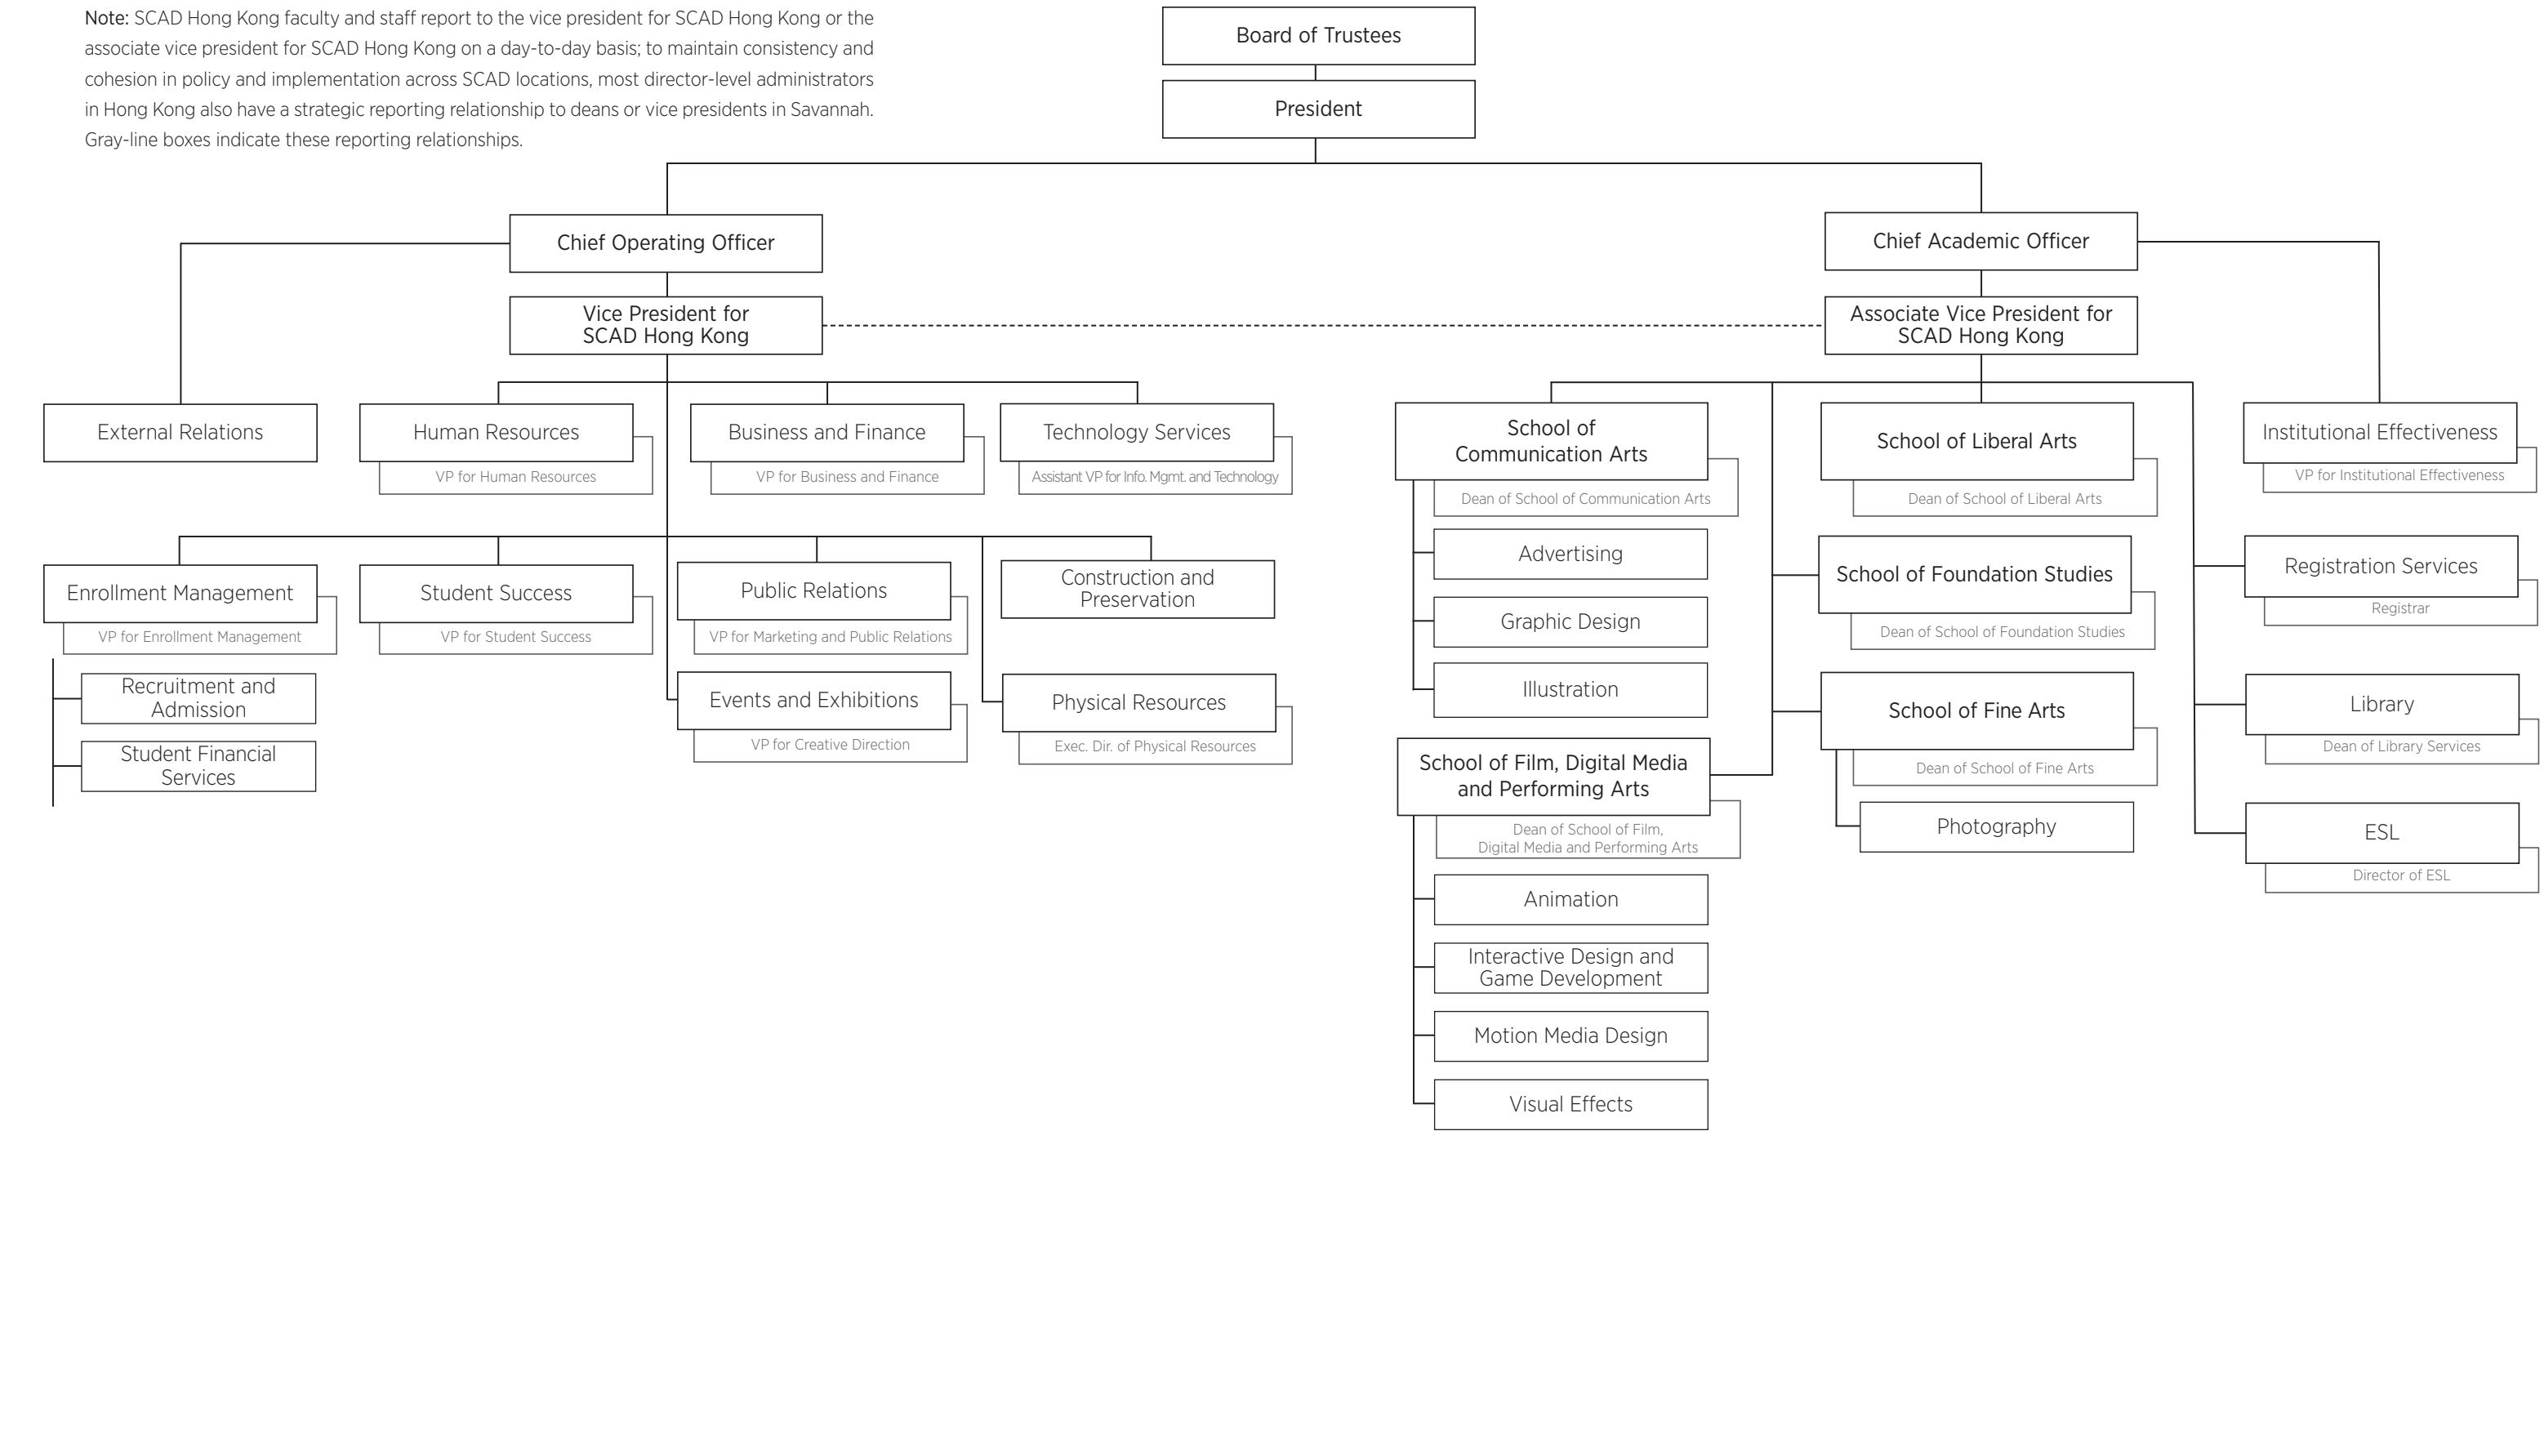 Note: SCAD Hong Kong faculty and staff report to the vice president for SCAD Hong Kong or the
associate vice president for SCAD Hong Kong on a day-to-day basis; to maintain consistency and
cohesion in policy and implementation across SCAD locations, most director-level administrators
in Hong Kong also have a strategic reporting relationship to deans or vice presidents in Savannah.
Gray-line boxes indicate these reporting relationships.
Board of Trustees
President
Chief Operating Officer
Chief Academic Officer
Vice President for
SCAD Hong Kong
Associate Vice President for
SCAD Hong Kong
External Relations
Human Resources
VP for Human Resources
Business and Finance
VP for Business and Finance
Technology Services
Assistant VP for Info. Mgmt. and Technology
Enrollment Management
VP for Enrollment Management
Student Success
VP for Student Success
Public Relations
VP for Marketing and Public Relations
Construction and
Preservation
Recruitment and
Admission
Student Financial
Services
Events and Exhibitions
VP for Creative Direction
Physical Resources
Exec. Dir. of Physical Resources
School of
Communication Arts
Dean of School of Communication Arts
Advertising
Graphic Design
Illustration
School of Film, Digital Media
and Performing Arts
Dean of School of Film,
Digital Media and Performing Arts
Animation
Interactive Design and
Game Development
Motion Media Design
Visual Effects
School of Liberal Arts
Dean of School of Liberal Arts
School of Foundation Studies
Dean of School of Foundation Studies
School of Fine Arts
Dean of School of Fine Arts
Photography
Institutional Effectiveness
VP for Institutional Effectiveness
Registration Services
Registrar
Library
Dean of Library Services
ESL
Director of ESL